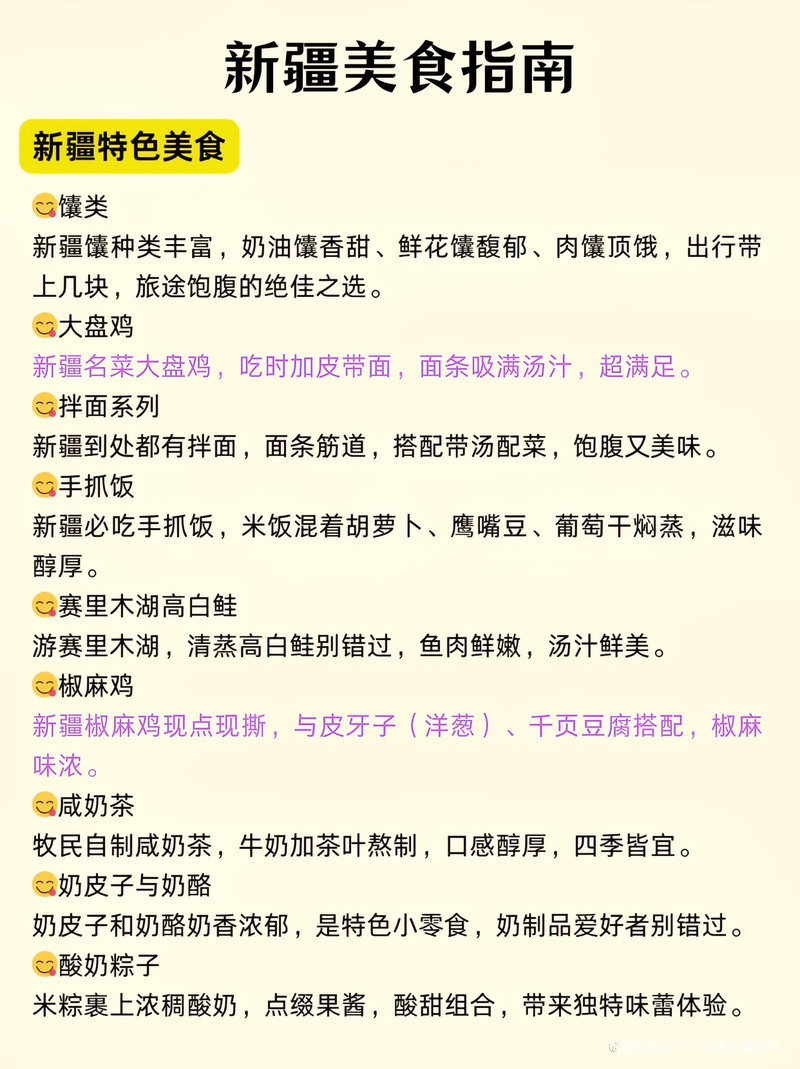 新疆美食指南
新疆特色美食
😋馕类
新疆馕种类丰富，奶油馕香甜、鲜花馕馥郁、肉馕顶饿，出行带
上几块，旅途饱腹的绝佳之选。
😋大盘鸡
新疆名菜大盘鸡，吃时加皮带面，面条吸满汤汁，超满足。
😋拌面系列
新疆到处都有拌面，面条筋道，搭配带汤配菜，饱腹又美味。
😋手抓饭
新疆必吃手抓饭，米饭混着胡萝卜、鹰嘴豆、葡萄干焖蒸，滋味
醇厚。
😋赛里木湖高白鲑
游赛里木湖，清蒸高白鲑别错过，鱼肉鲜嫩，汤汁鲜美。
😋椒麻鸡
新疆椒麻鸡现点现撕，与皮牙子（洋葱）、千页豆腐搭配，椒麻
味浓。
😋咸奶茶
牧民自制咸奶茶，牛奶加茶叶熬制，口感醇厚，四季皆宜。
😋奶皮子与奶酪
奶皮子和奶酪奶香浓郁，是特色小零食，奶制品爱好者别错过。
😋酸奶粽子
米粽裹上浓稠酸奶，点缀果酱，酸甜组合，带来独特味蕾体验。